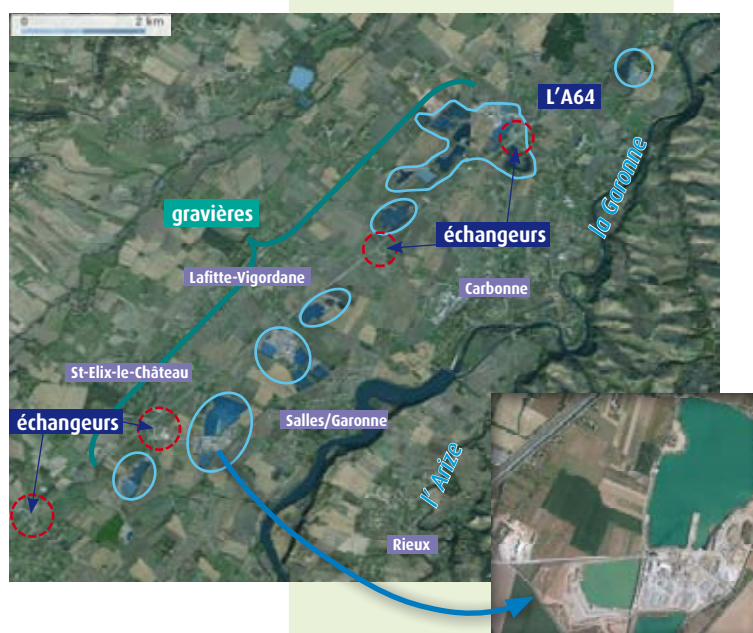 0 2 km
L'A64
la Garonne
gravières
échangeurs
Lafitte-Vigordane
Carbonne
St-Elix-le-Château
échangeurs
Salles/Garonne
l'Arize
Rieux